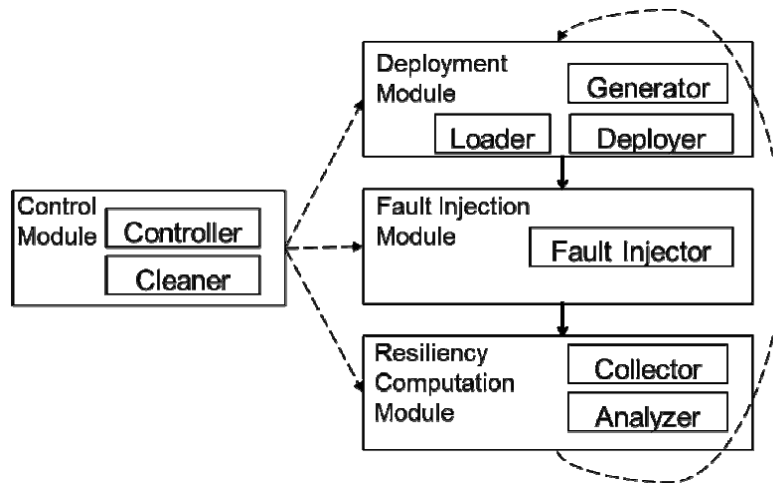 Deployment
Module
Generator
Loader
Deployer
Control
Module
Controller
Cleaner
Fault Injection
Module
Fault Injector
Resiliency
Computation
Module
Collector
Analyzer